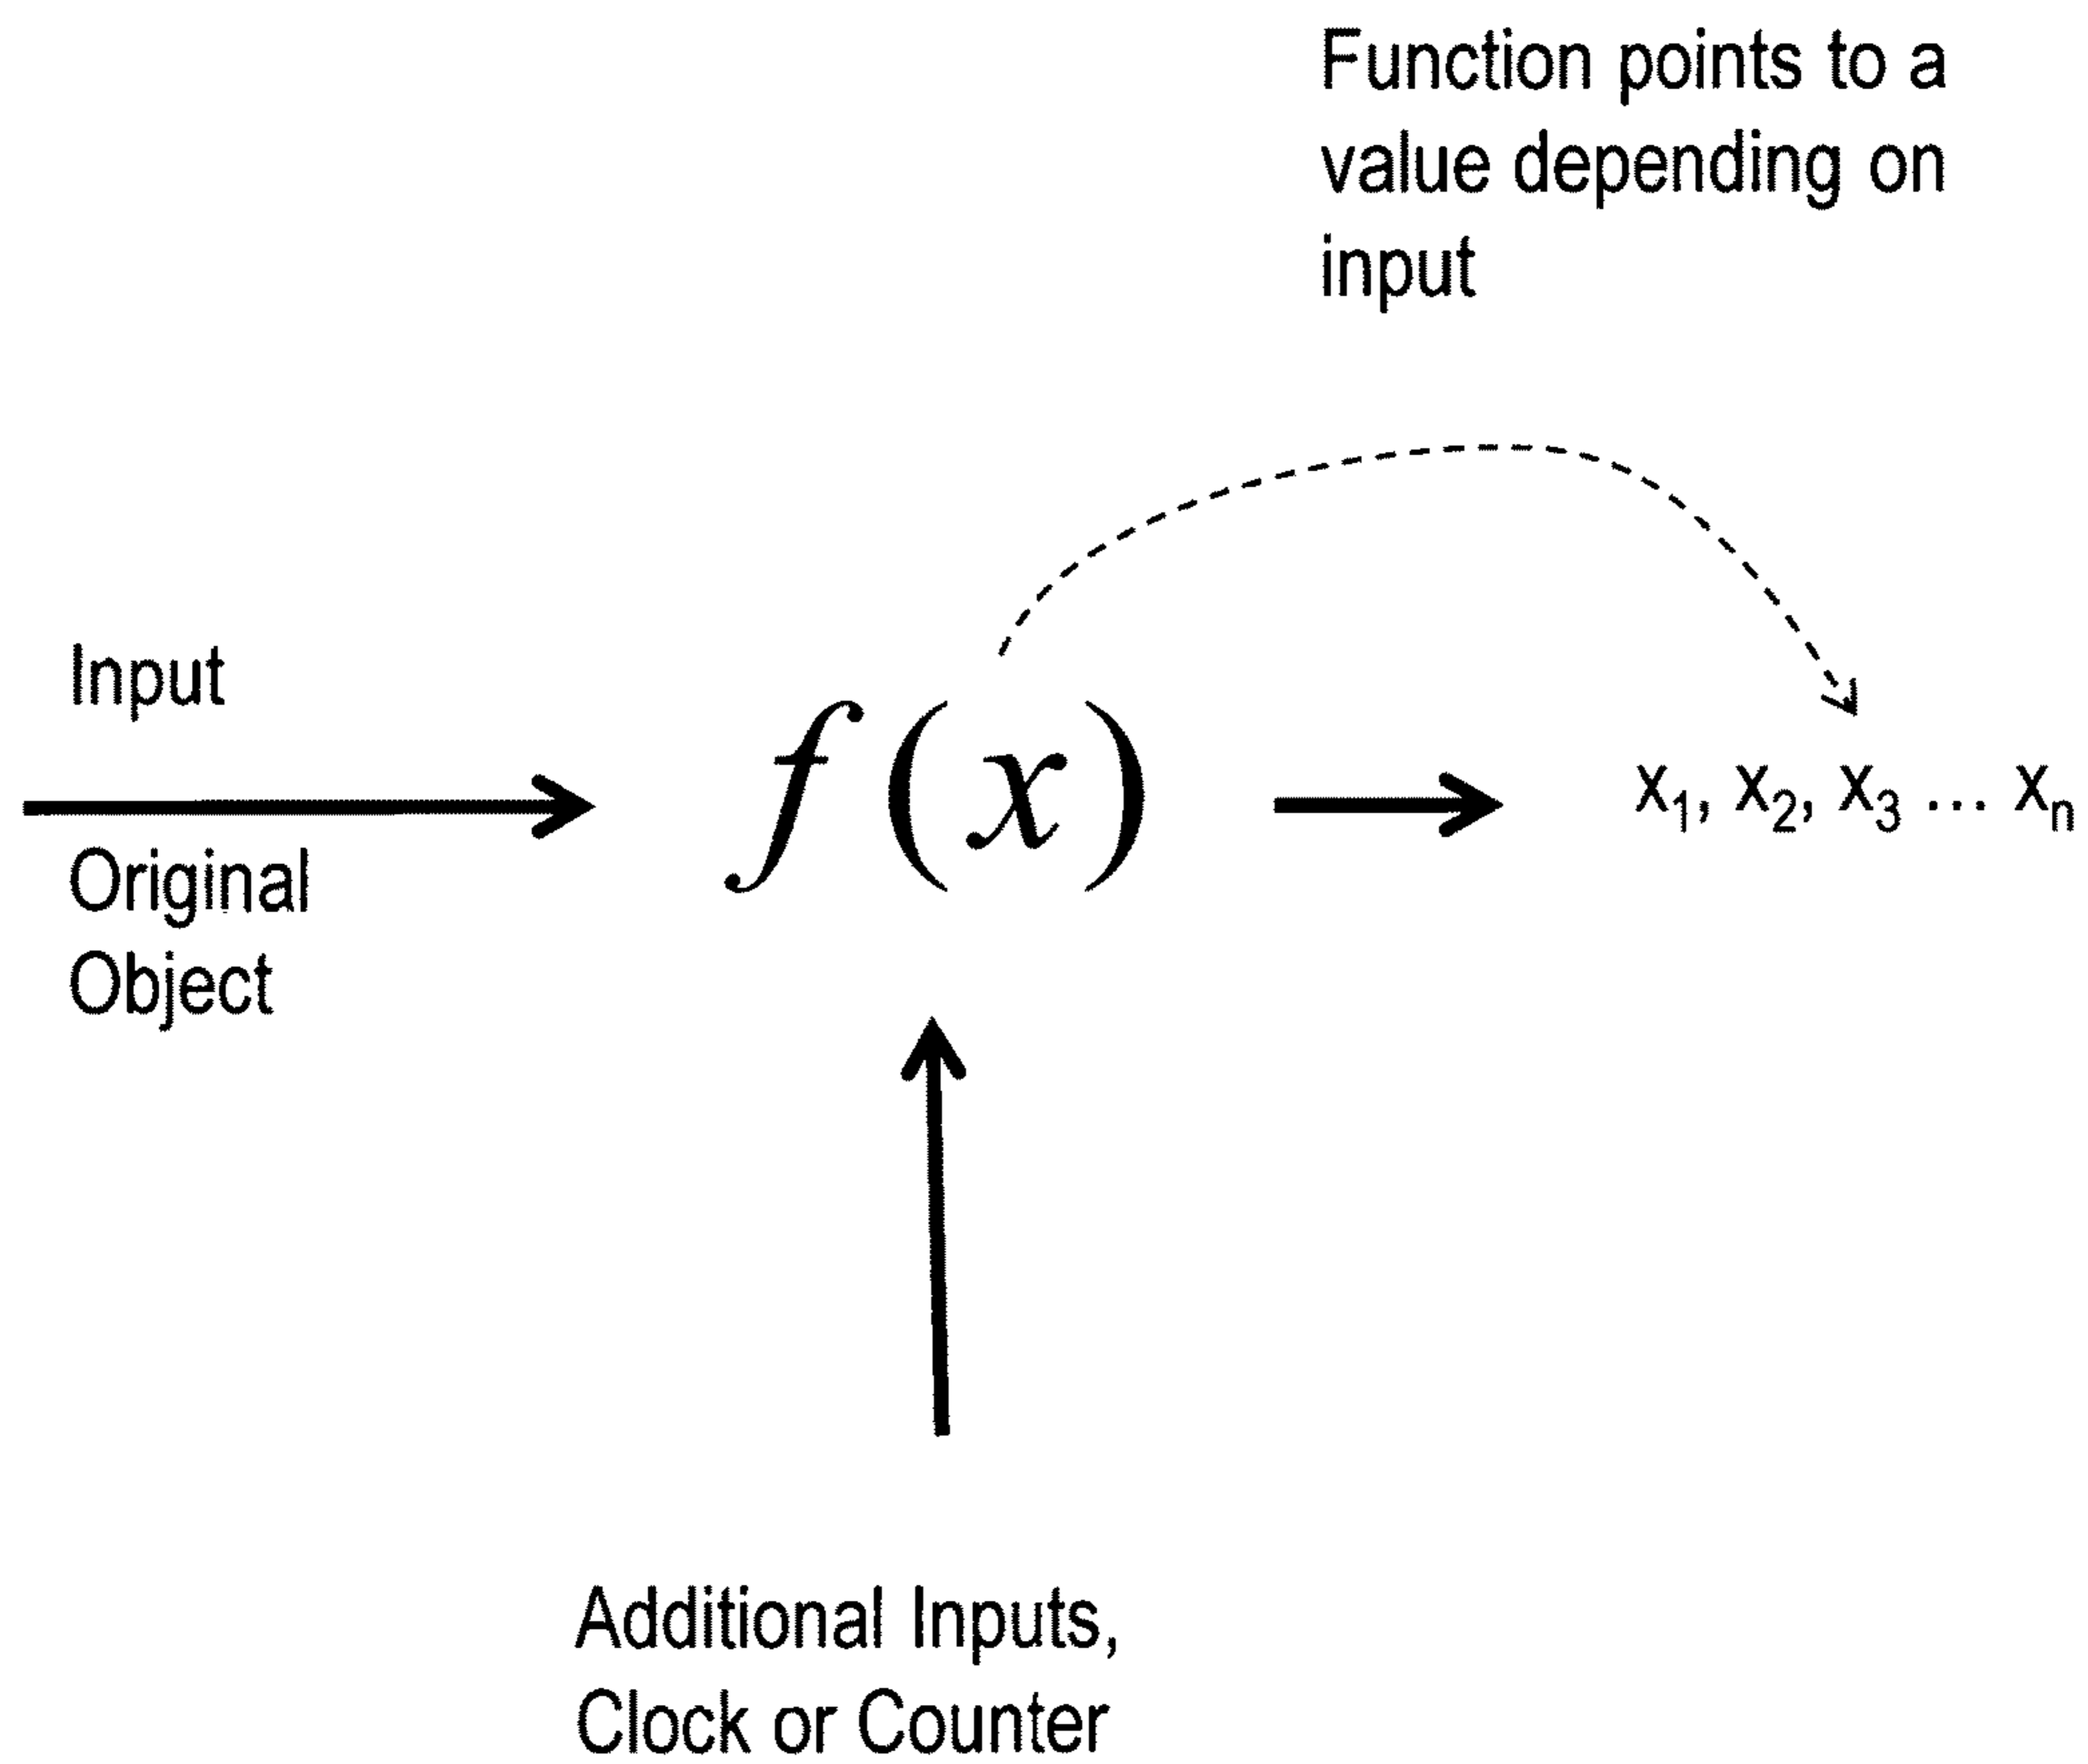 Function points to a
value depending on
input
Input
f(x)
x1, x2, x3 ... xn
Original
Object
Additional Inputs,
Clock or Counter